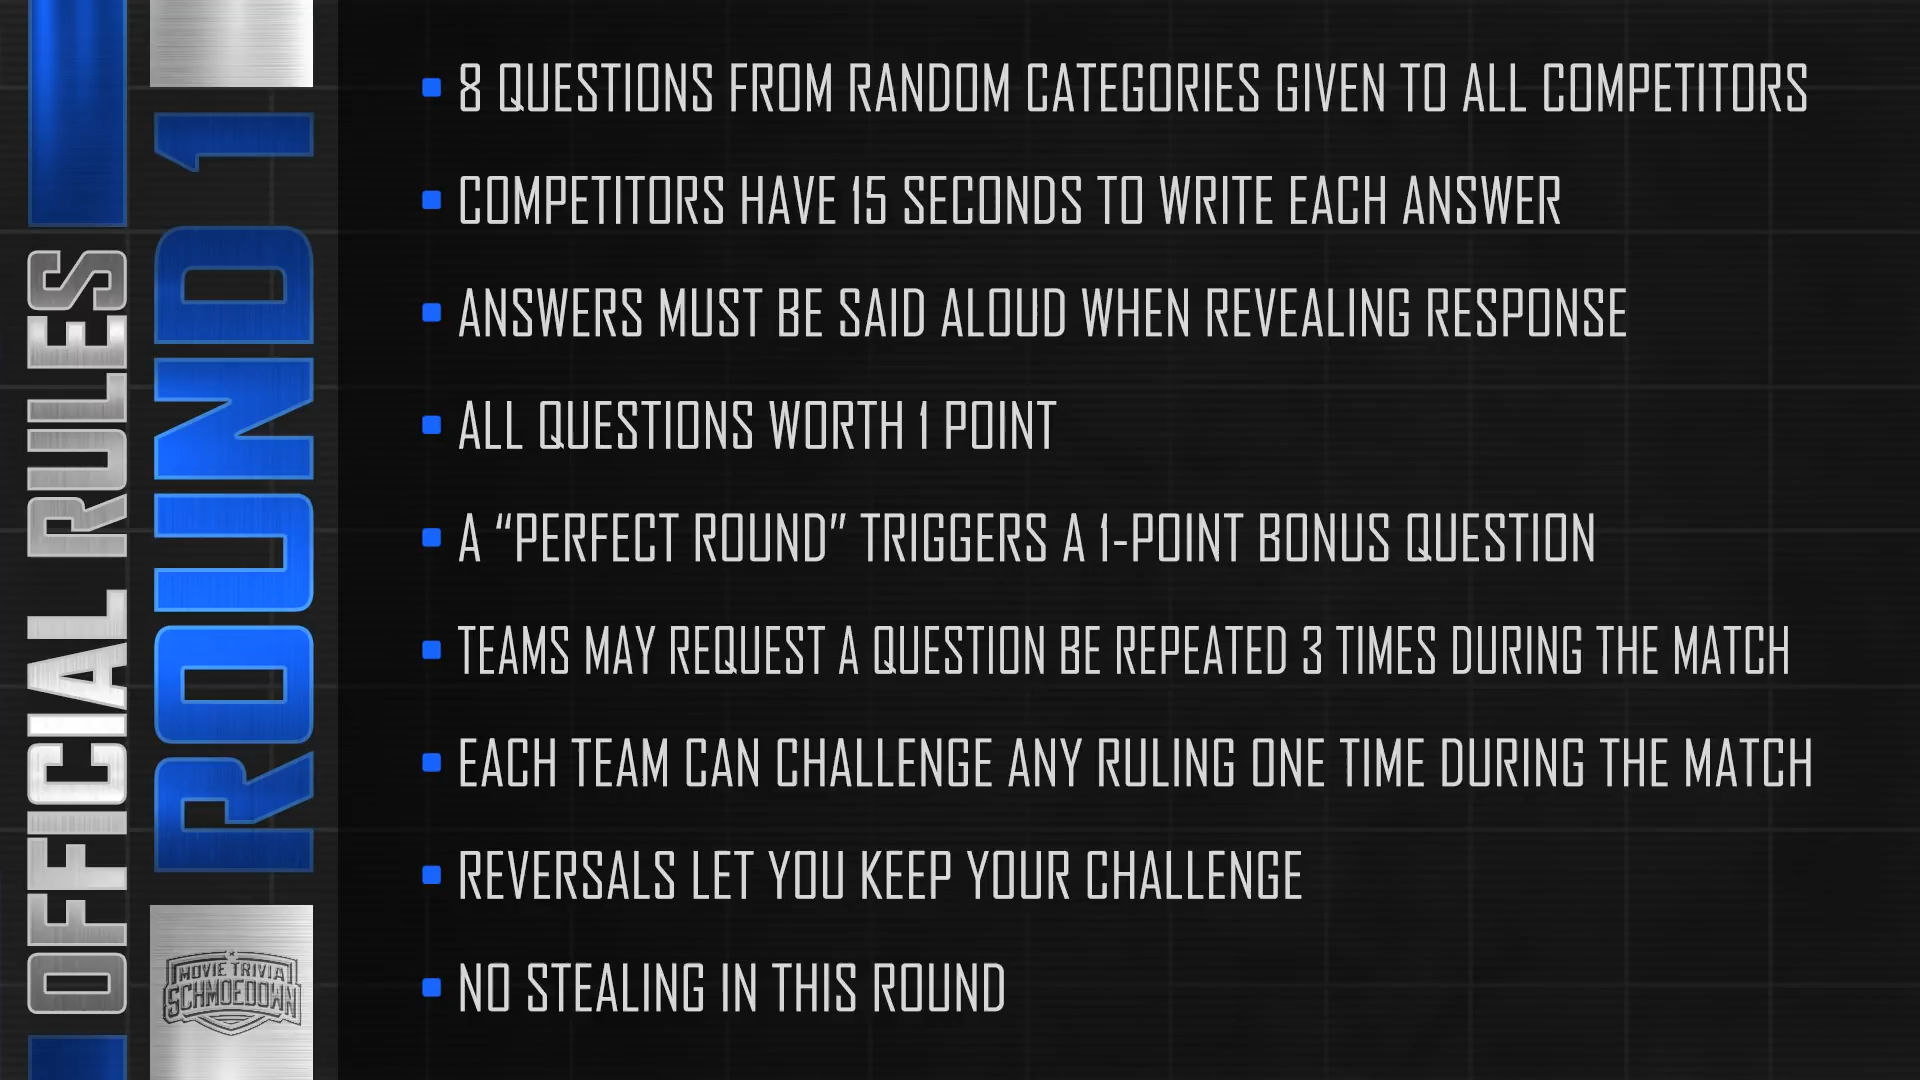 OFFICIAL RULES
ROUND 1
MOVIE TRIVIA
SCHMOEDOWN
8 QUESTIONS FROM RANDOM CATEGORIES GIVEN TO ALL COMPETITORS
COMPETITORS HAVE 15 SECONDS TO WRITE EACH ANSWER
ANSWERS MUST BE SAID ALOUD WHEN REVEALING RESPONSE
ALL QUESTIONS WORTH 1 POINT
A “PERFECT ROUND” TRIGGERS A 1-POINT BONUS QUESTION
TEAMS MAY REQUEST A QUESTION BE REPEATED 3 TIMES DURING THE MATCH
EACH TEAM CAN CHALLENGE ANY RULING ONE TIME DURING THE MATCH
REVERSALS LET YOU KEEP YOUR CHALLENGE
NO STEALING IN THIS ROUND